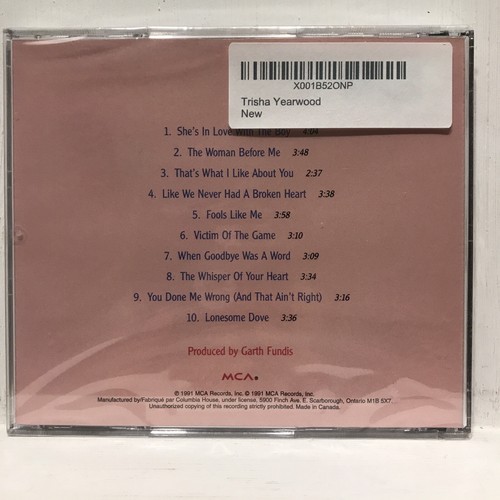 X001B52ONP
Trisha Yearwood
New
1. She's In Love With The Boy 4:04
2. The Woman Before Me 3:48
3. That's What I Like About You 2:37
4. Like We Never Had A Broken Heart 3:38
5. Fools Like Me 3:58
6. Victim Of The Game 3:10
7. When Goodbye Was A Word 3:09
8. The Whisper Of Your Heart 3:34
9. You Done Me Wrong (And That Ain't Right) 3:16
10. Lonesome Dove 3:36
Produced by Garth Fundis
MCA.
℗ 1991 MCA Records, Inc. © 1991 MCA Records, Inc.
Manufactured by/Fabriqué par Columbia House, under license, 5900 Finch Ave, E. Scarborough, Ontario M1B 5X7.
Unauthorized copying of this recording strictly prohibited. Made in Canada.